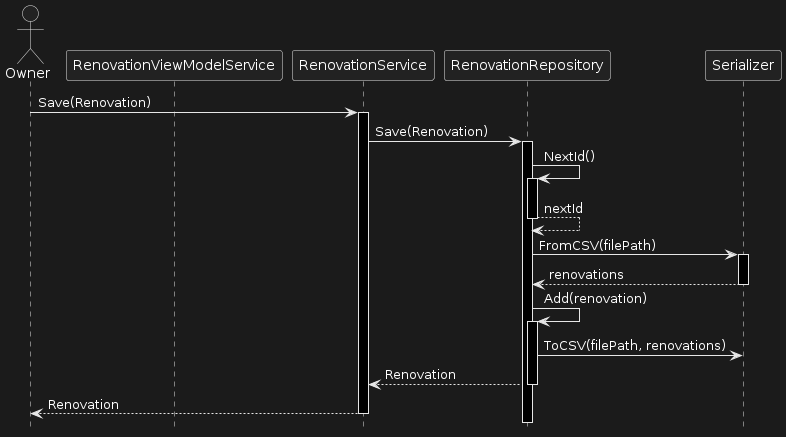 Owner
RenovationViewModelService
RenovationService
RenovationRepository
Serializer
Save(Renovation)
Save(Renovation)
NextId()
nextId
FromCSV(filePath)
renovations
Add(renovation)
ToCSV(filePath, renovations)
Renovation
Renovation